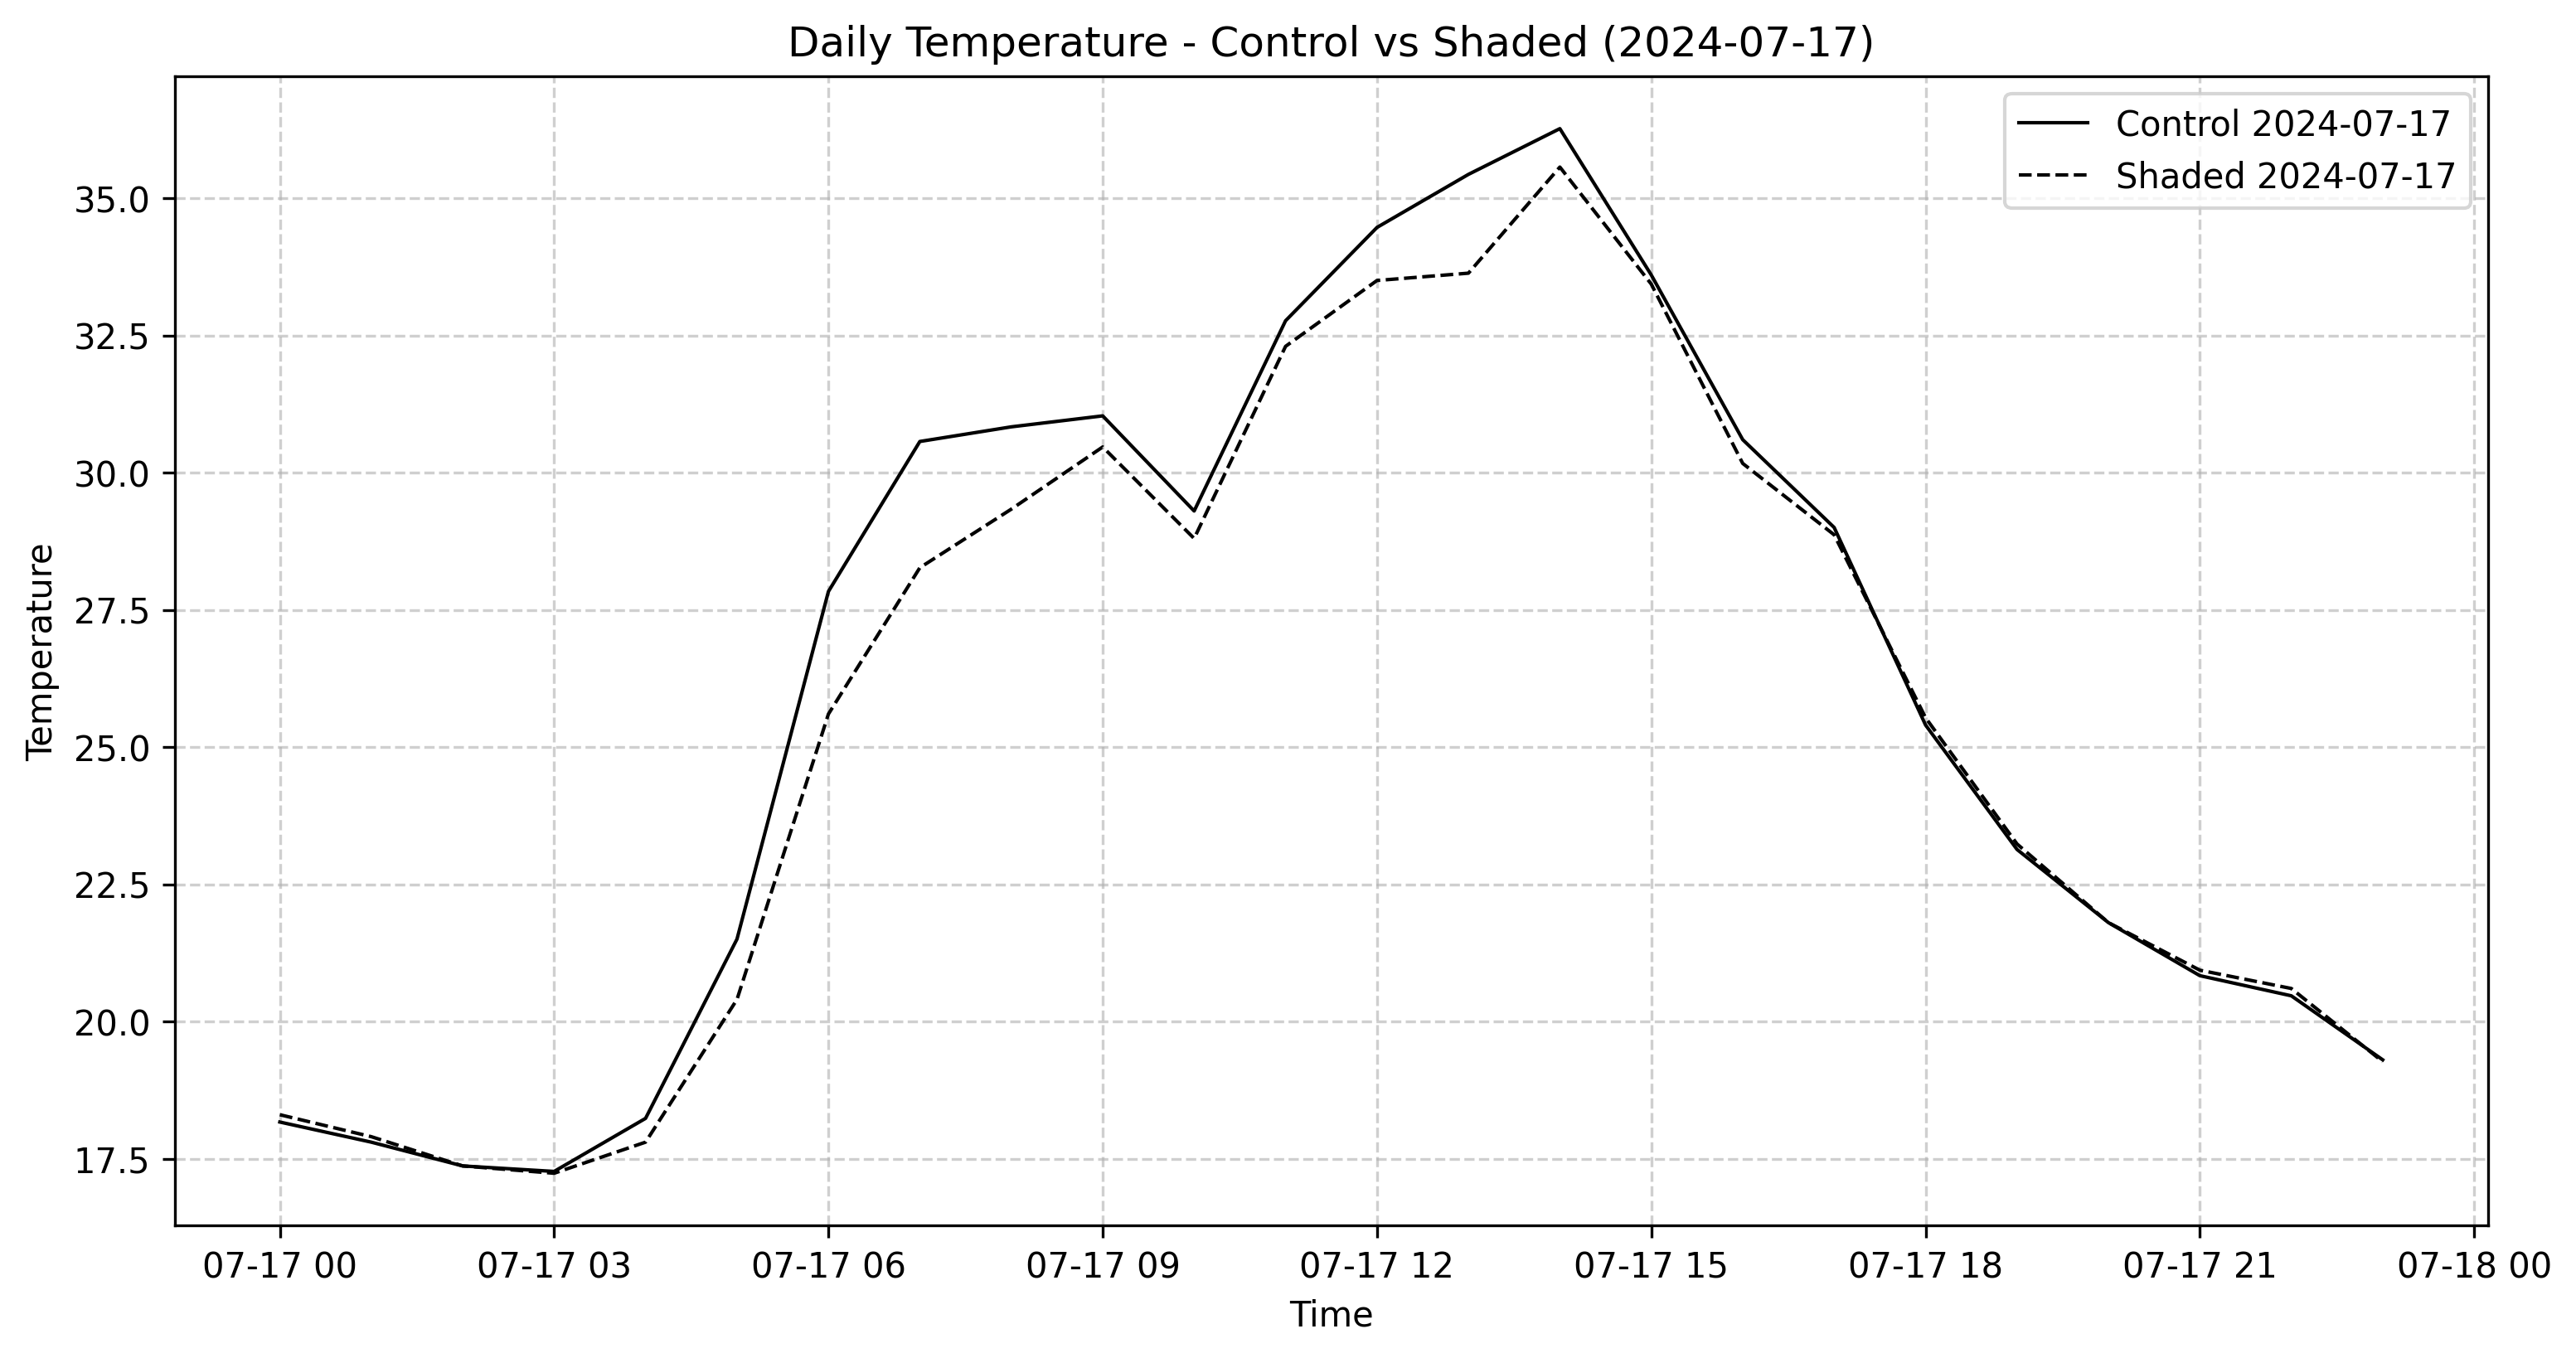 Daily Temperature - Control vs Shaded (2024-07-17)
Control 2024-07-17
Shaded 2024-07-17
35.0
32.5
30.0
27.5
25.0
22.5
20.0
17.5
Temperature
07-17 00 07-17 03 07-17 06 07-17 09 07-17 12 07-17 15 07-17 18 07-17 21 07-18 00
Time